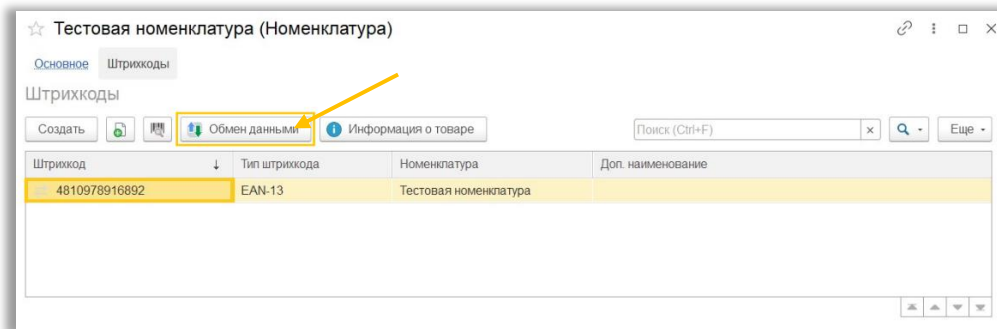 Тестовая номенклатура (Номенклатура)
Основное Штрихкоды
Штрихкоды
Создать Обмен данными Информация о товаре Поиск (Ctrl+F) Еще
Штрихкод Тип штрихкода Номенклатура Доп. наименование
4810978916892 EAN-13 Тестовая номенклатура